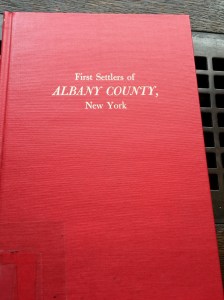 First Settlers of
ALBANY COUNTY,
New York